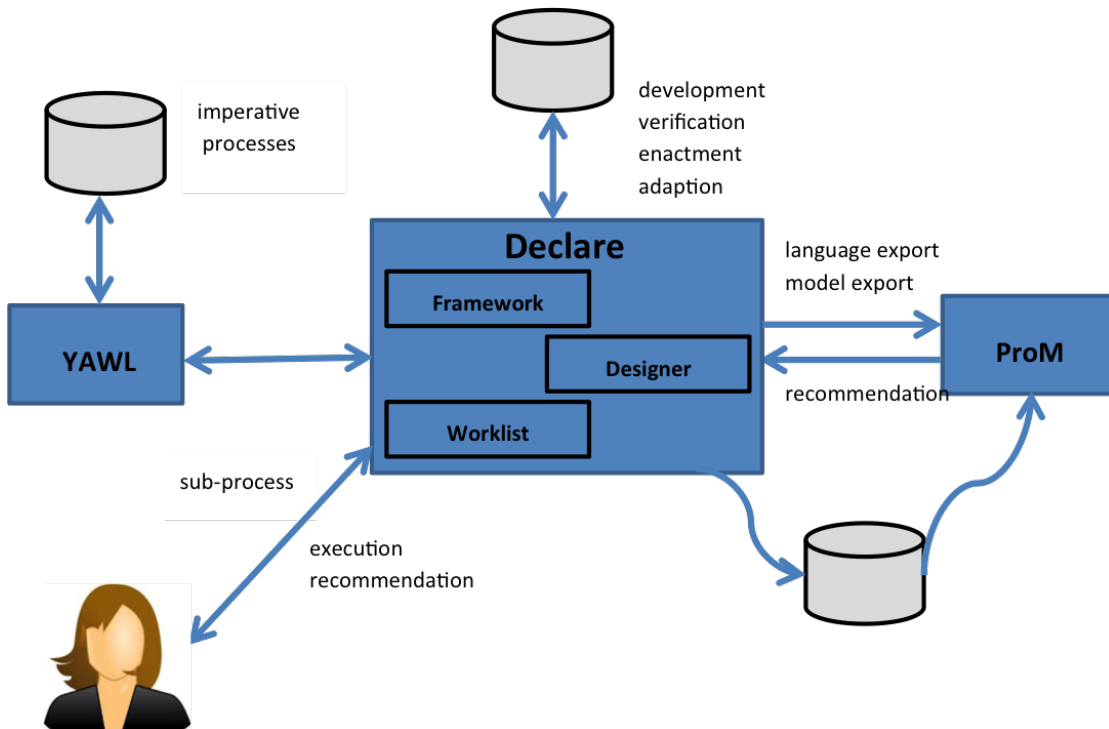 development
verification
enactment
adaption
imperative
processes
Declare
Framework
Designer
Worklist
language export
model export
YAWL
ProM
recommendation
sub-process
execution
recommendation